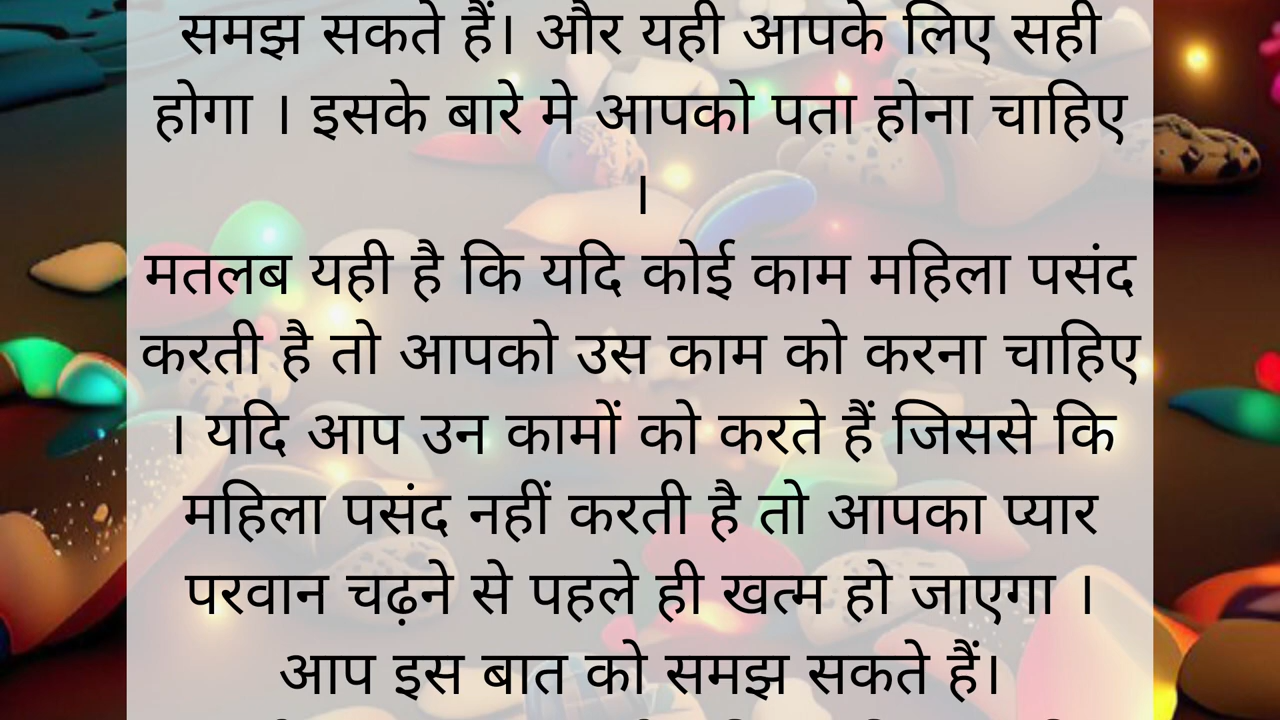 समझ सकते हैं। और यही आपके लिए सही
होगा । इसके बारे मे आपको पता होना चाहिए
।
मतलब यही है कि यदि कोई काम महिला पसंद
करती है तो आपको उस काम को करना चाहिए
। यदि आप उन कामों को करते हैं जिससे कि
महिला पसंद नहीं करती है तो आपका प्यार
परवान चढ़ने से पहले ही खत्म हो जाएगा ।
आप इस बात को समझ सकते हैं।